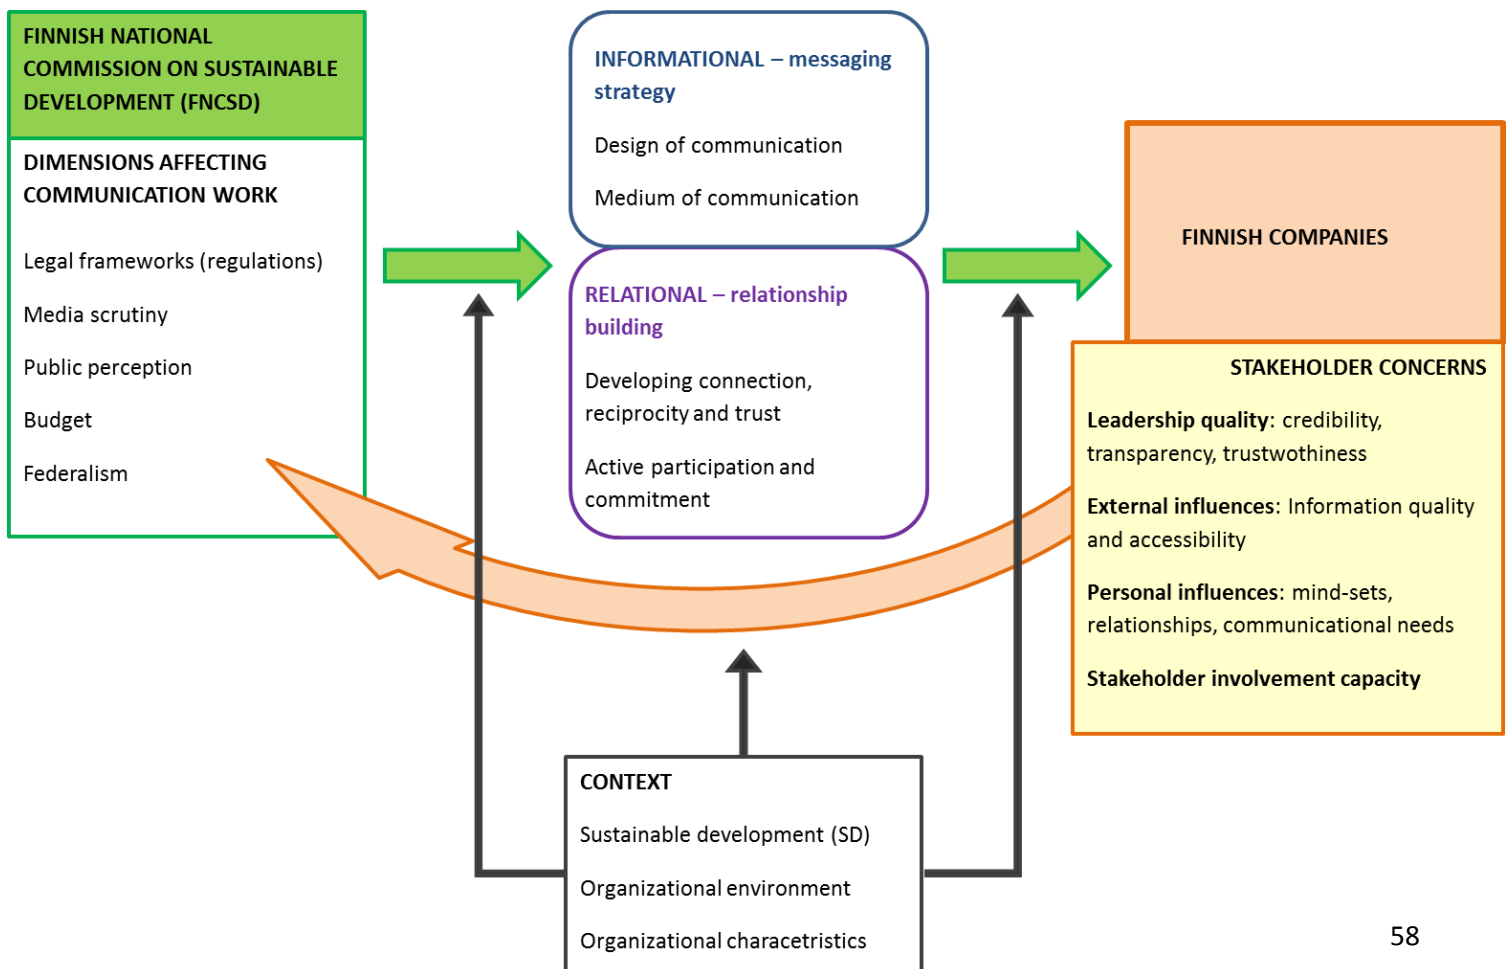 FINNISH NATIONAL
COMMISSION ON SUSTAINABLE
DEVELOPMENT (FNCSD)
DIMENSIONS AFFECTING
COMMUNICATION WORK
Legal frameworks (regulations)
Media scrutiny
Public perception
Budget
Federalism
INFORMATIONAL – messaging
strategy
Design of communication
Medium of communication
RELATIONAL – relationship
building
Developing connection,
reciprocity and trust
Active participation and
commitment
FINNISH COMPANIES
STAKEHOLDER CONCERNS
Leadership quality: credibility,
transparency, trustwothiness
External influences: Information quality
and accessibility
Personal influences: mind-sets,
relationships, communicational needs
Stakeholder involvement capacity
CONTEXT
Sustainable development (SD)
Organizational environment
Organizational characetristics
58